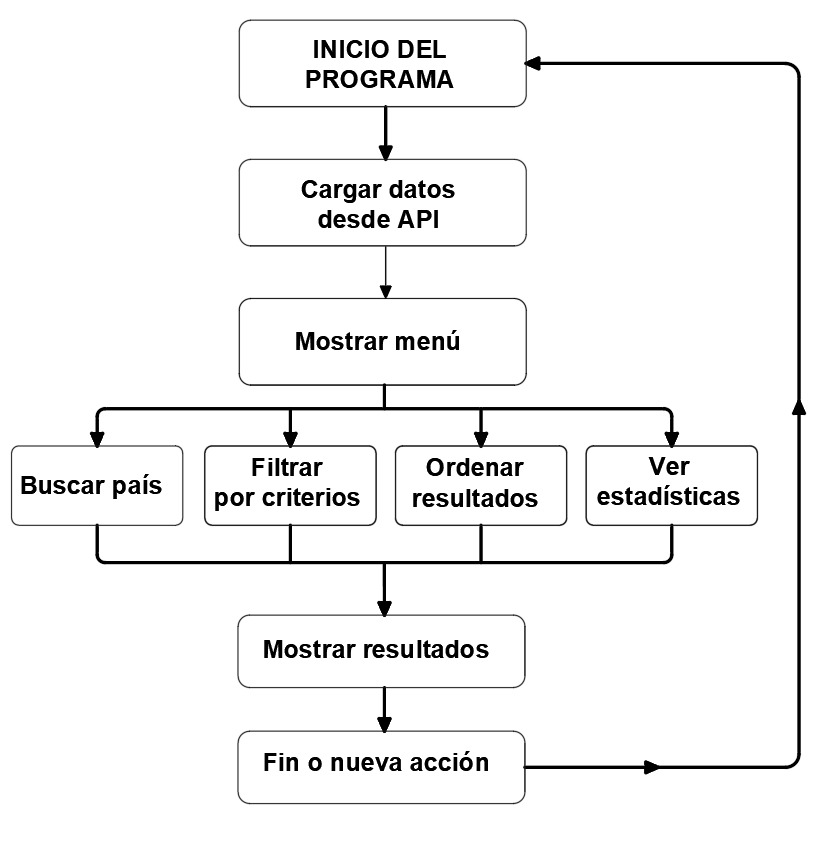 INICIO DEL
PROGRAMA
Cargar datos
desde API
Mostrar menú
Buscar país
Filtrar
por criterios
Ordenar
resultados
Ver
estadísticas
Mostrar resultados
Fin o nueva acción